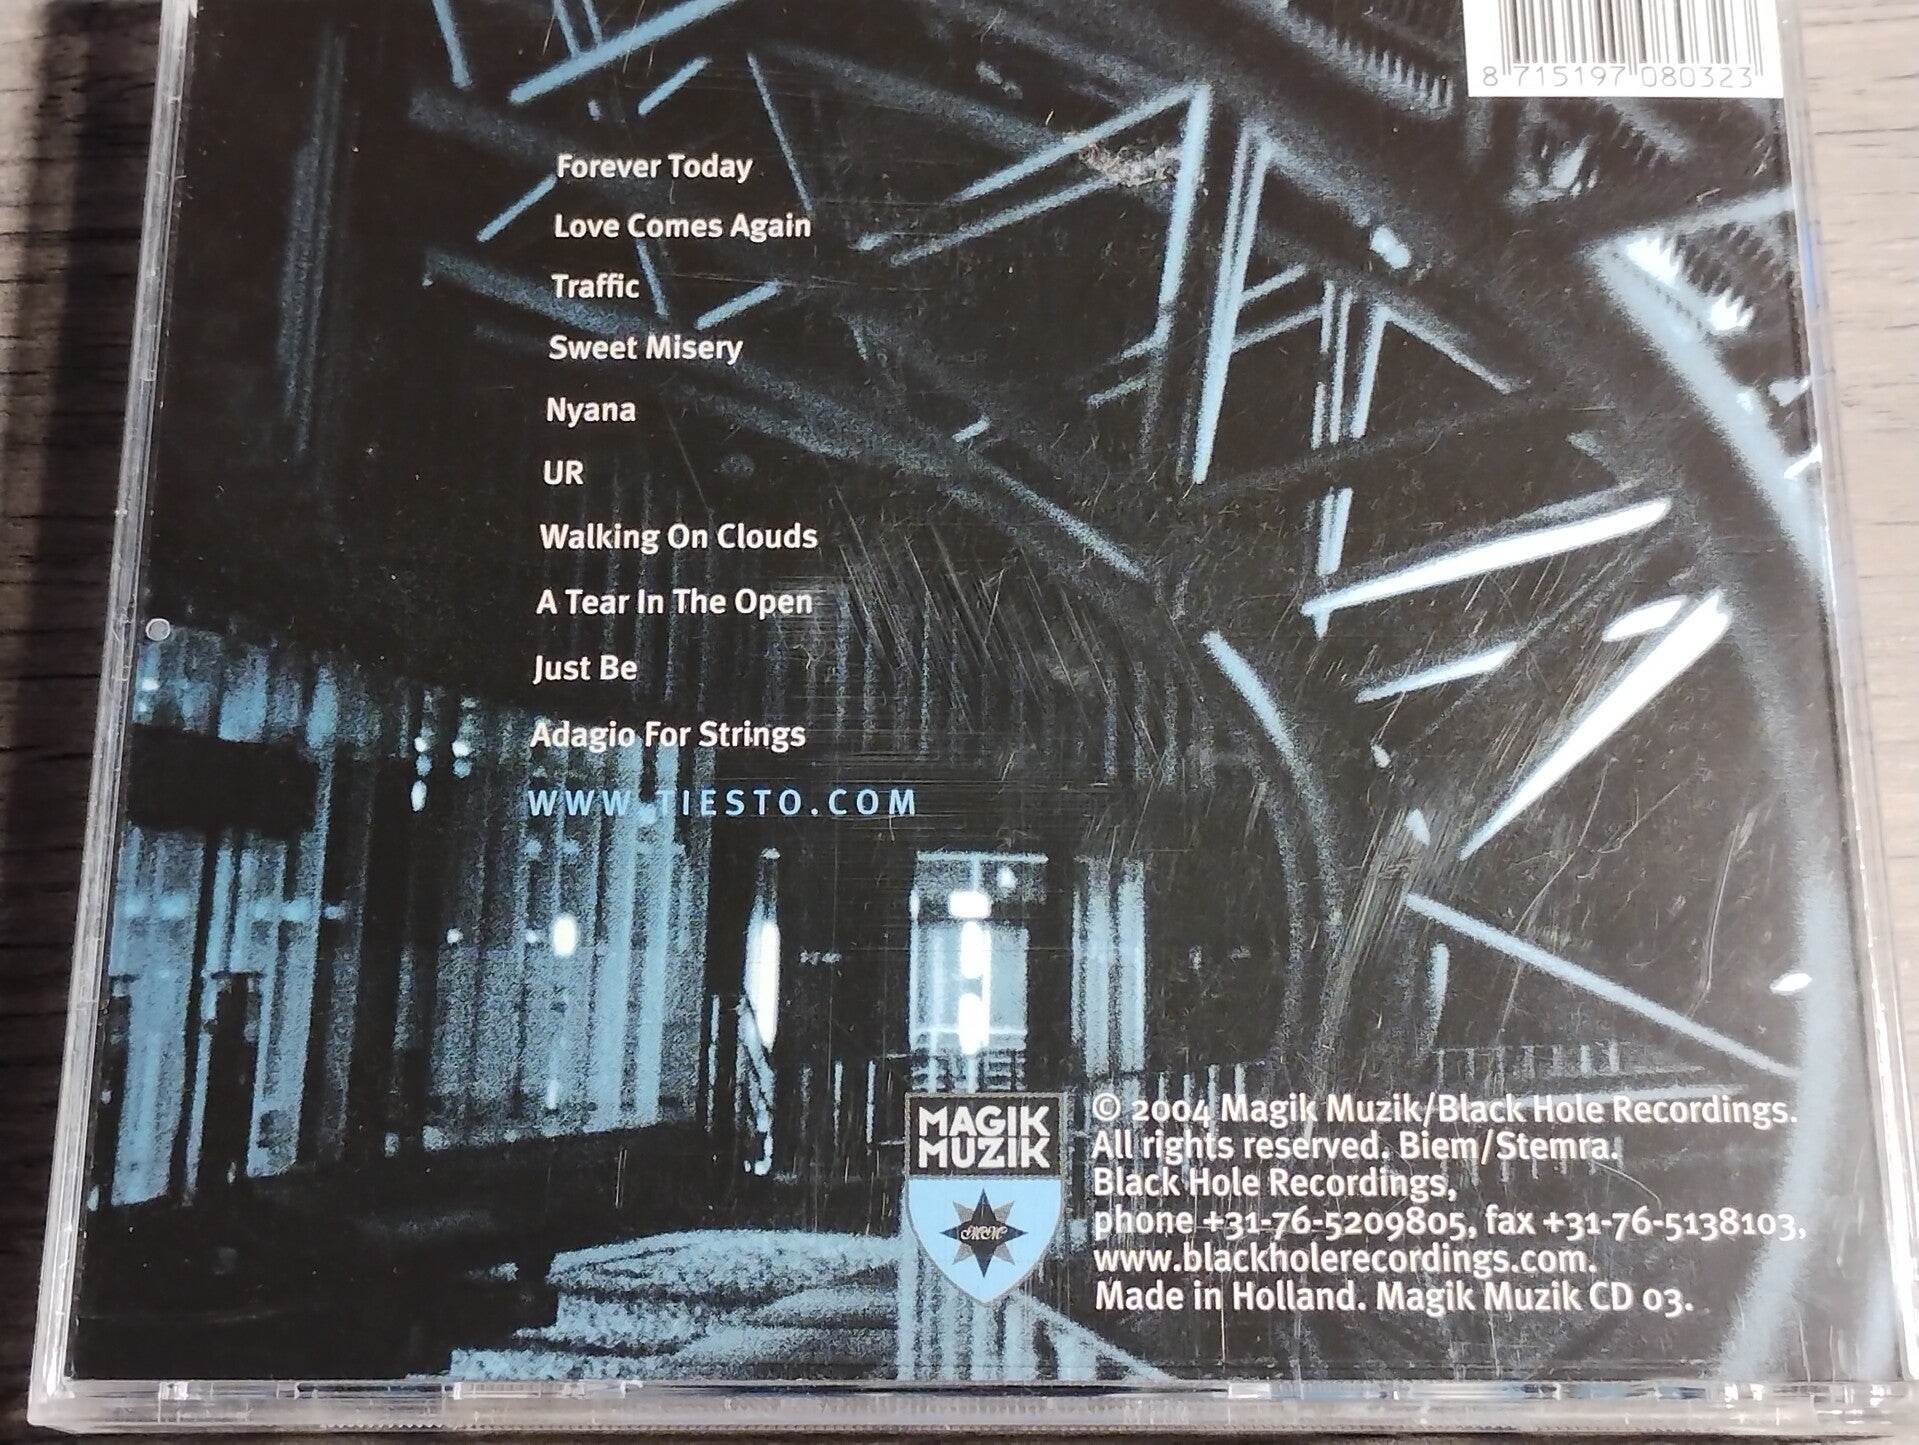 8 715197 080323
Forever Today
Love Comes Again
Traffic
Sweet Misery
Nyana
UR
Walking On Clouds
A Tear In The Open
Just Be
Adagio For Strings
WWW.TIESTO.COM
MAGIK
MUZIK
MM
© 2004 Magik Muzik/Black Hole Recordings.
All rights reserved. Biem/Stemra.
Black Hole Recordings,
phone +31-76-5209805, fax +31-76-5138103,
www.blackholerecordings.com.
Made in Holland. Magik Muzik CD 03.